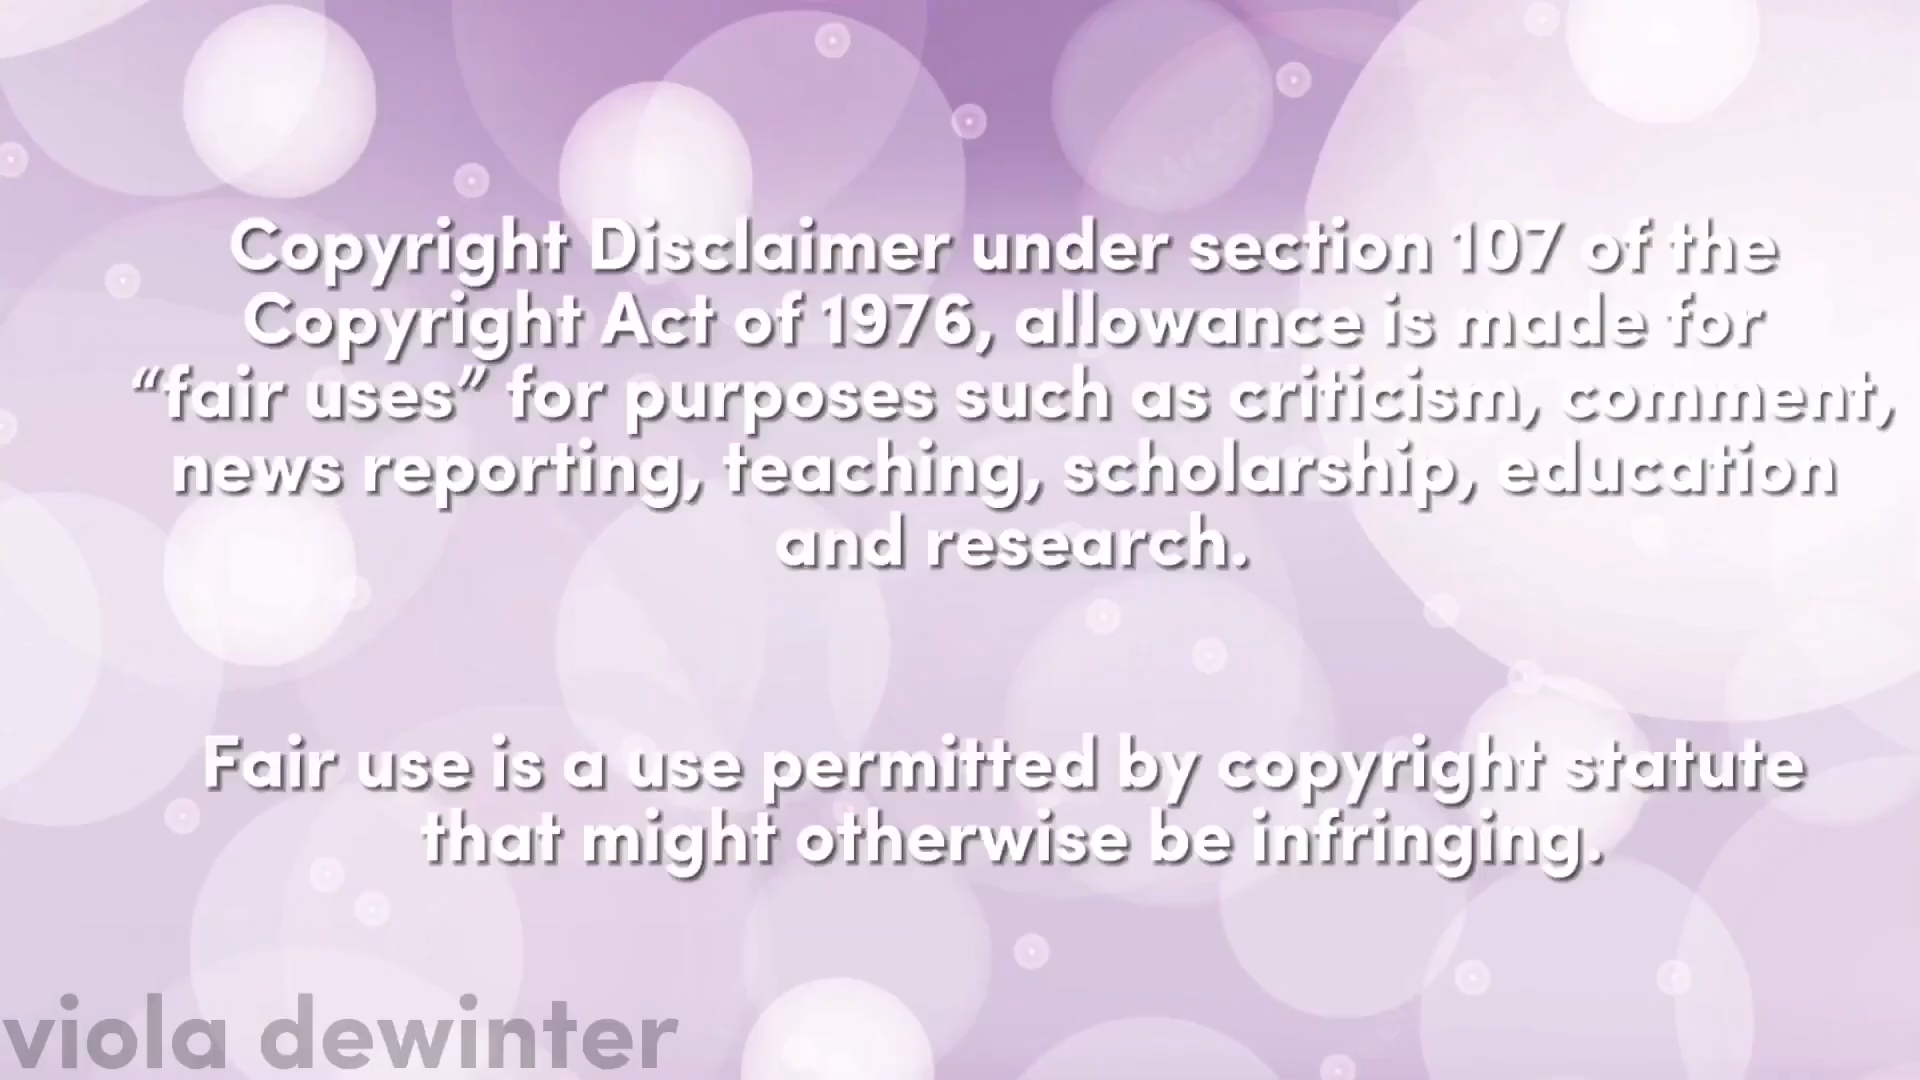 Copyright Disclaimer under section 107 of the
Copyright Act of 1976, allowance is made for
“fair uses” for purposes such as criticism, comment,
news reporting, teaching, scholarship, education
and research.
Fair use is a use permitted by copyright statute
that might otherwise be infringing.
viola dewinter